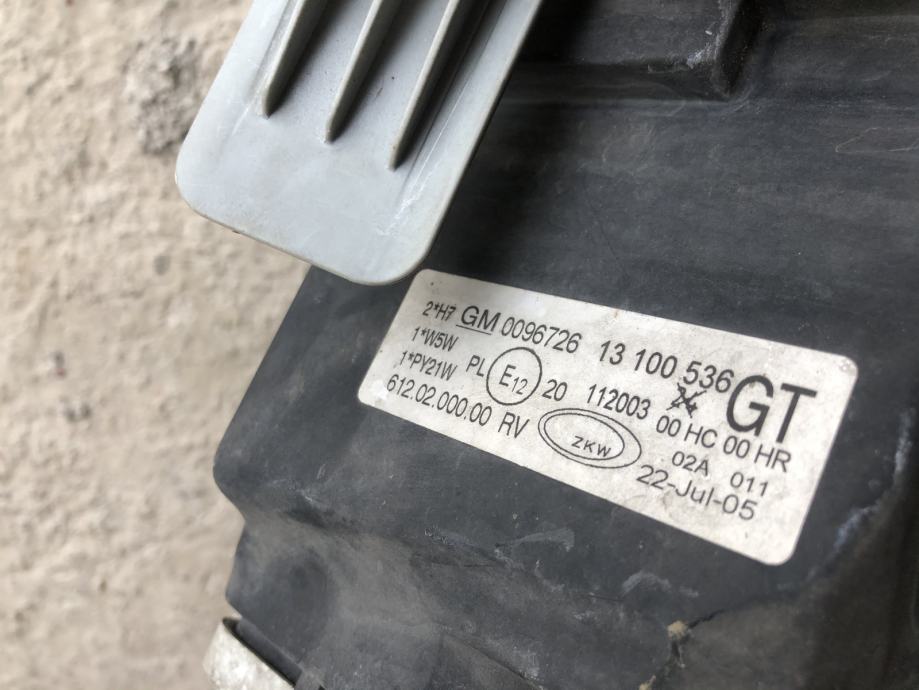 2*H7 GM 0096726 13 100 536 GT
1*W5W
1*PY21W PL E12 20 112003
612.02.000.00 RV ZKW 00 HC 00 HR
02A 011
22-Jul-05